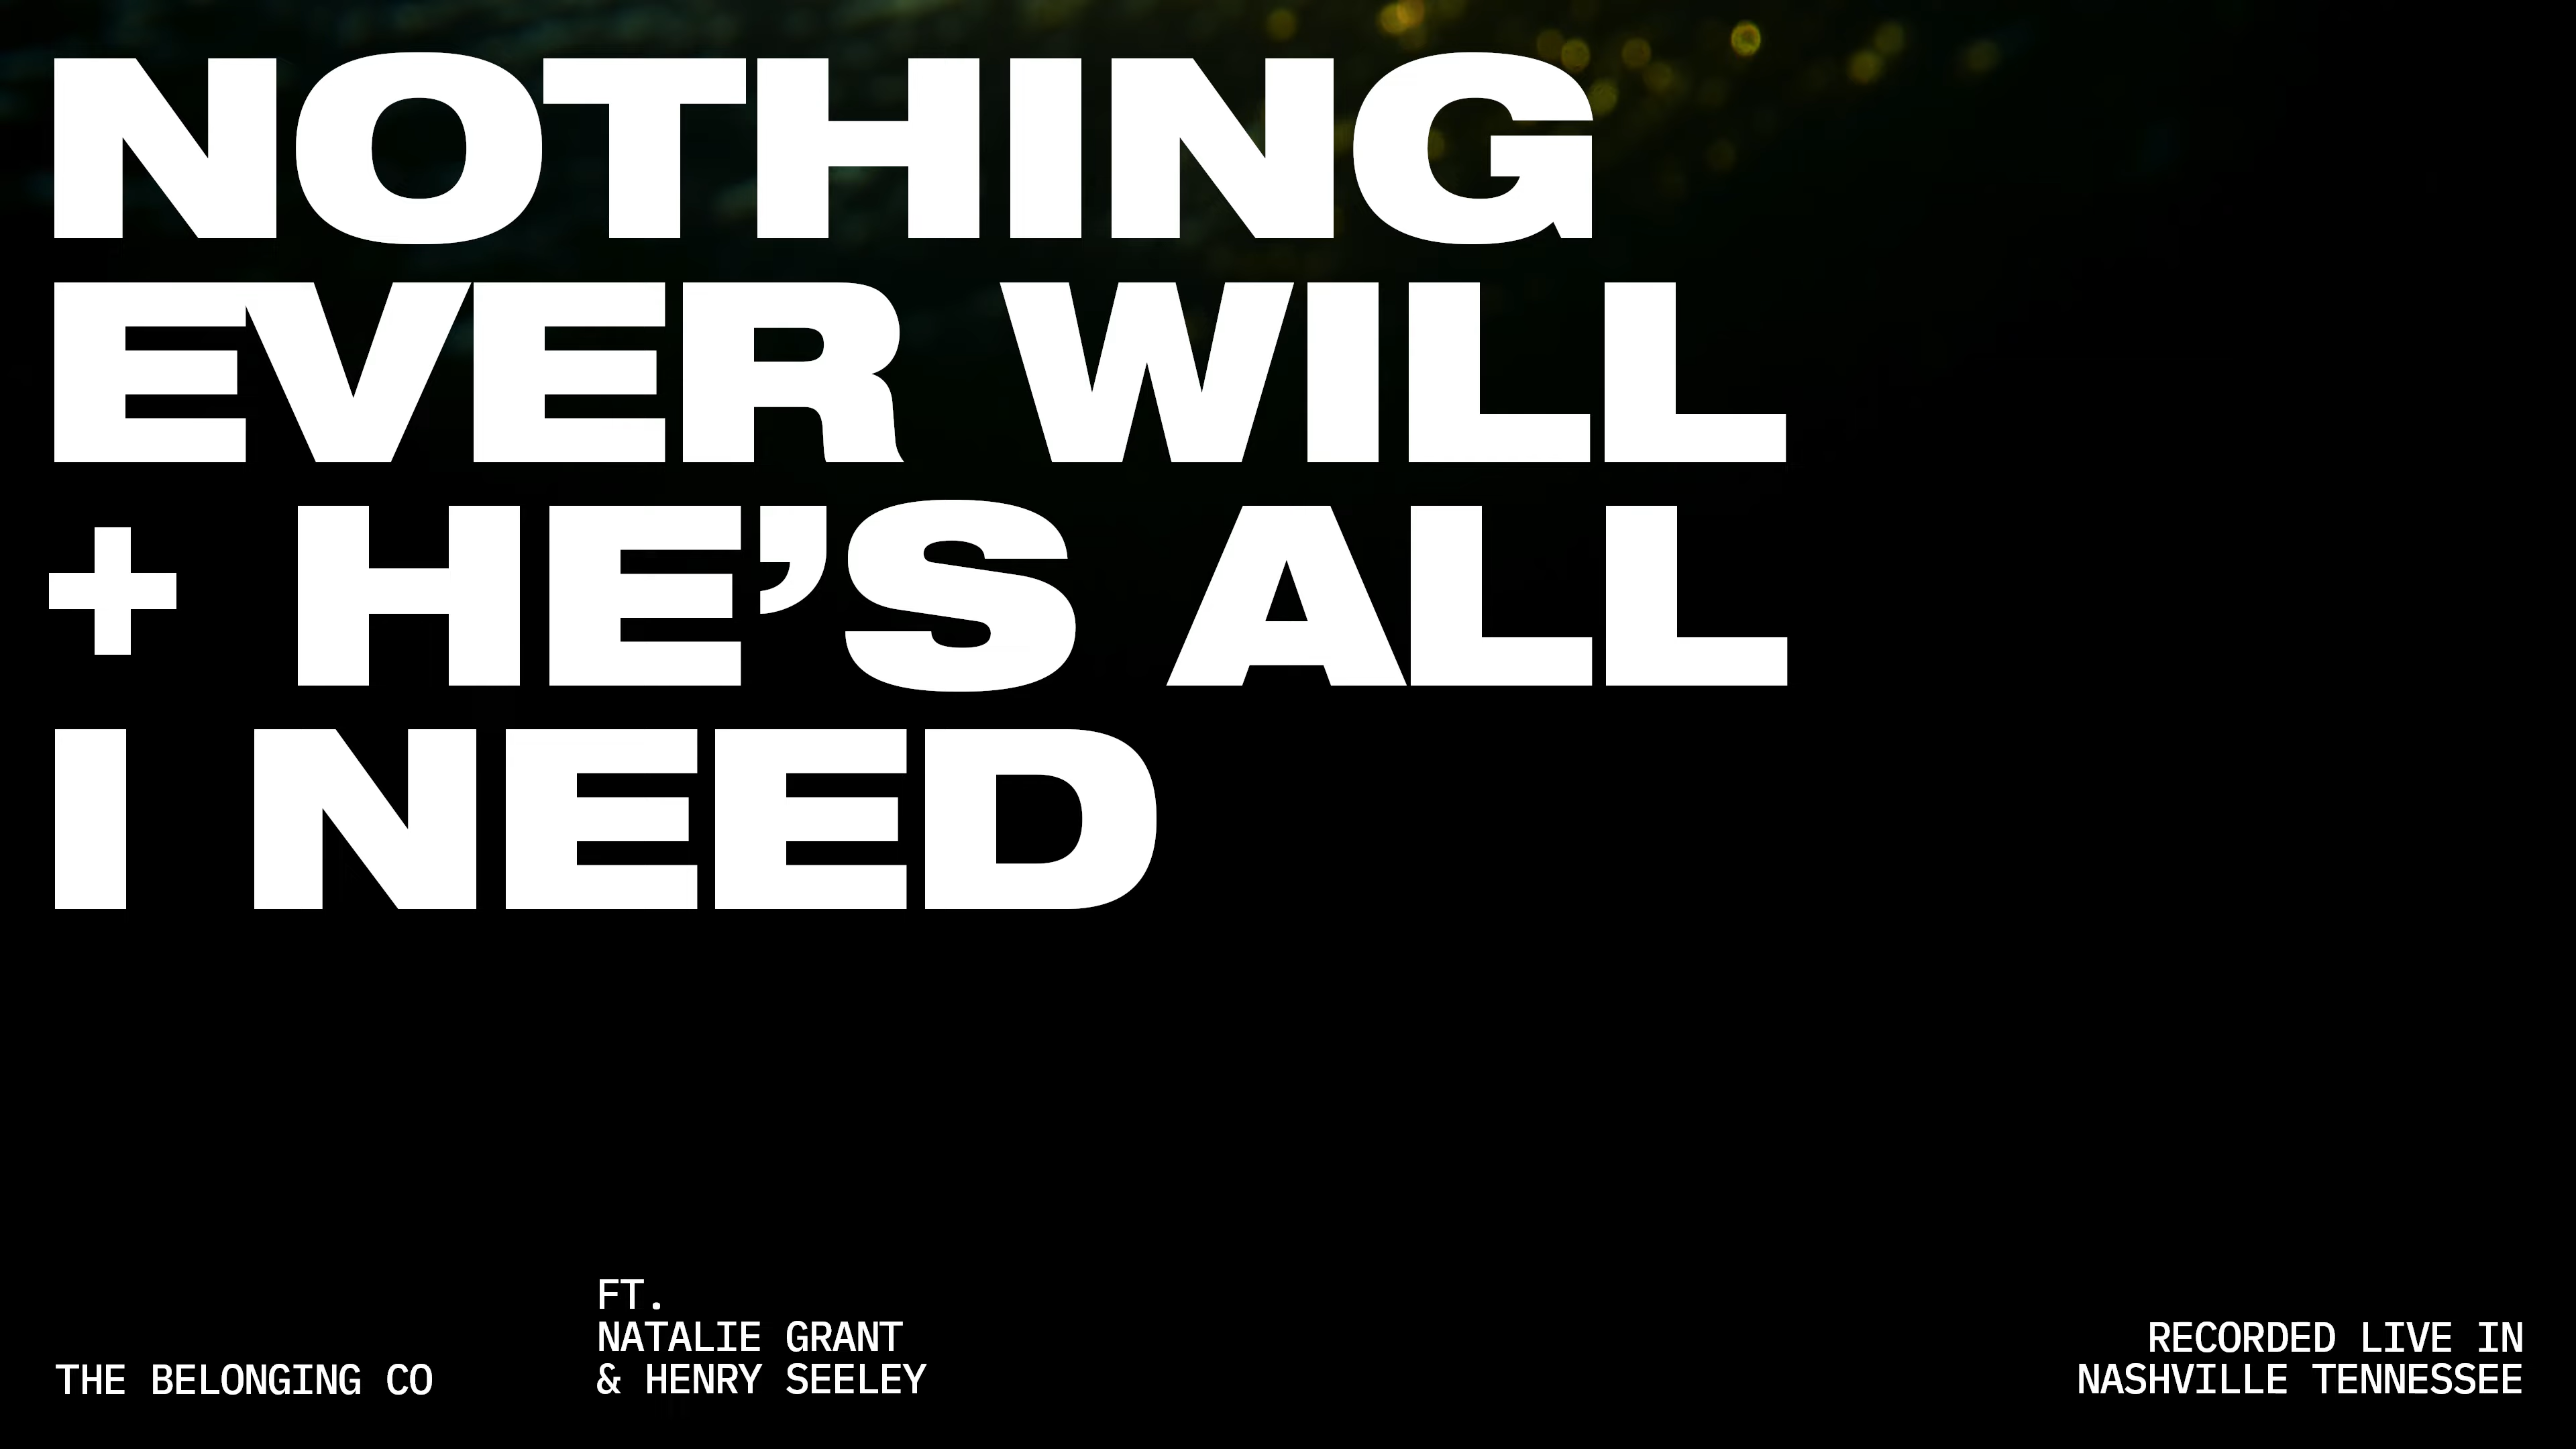 NOTHING
EVER WILL
+ HE’S ALL
I NEED
THE BELONGING CO
FT.
NATALIE GRANT
& HENRY SEELEY
RECORDED LIVE IN
NASHVILLE TENNESSEE